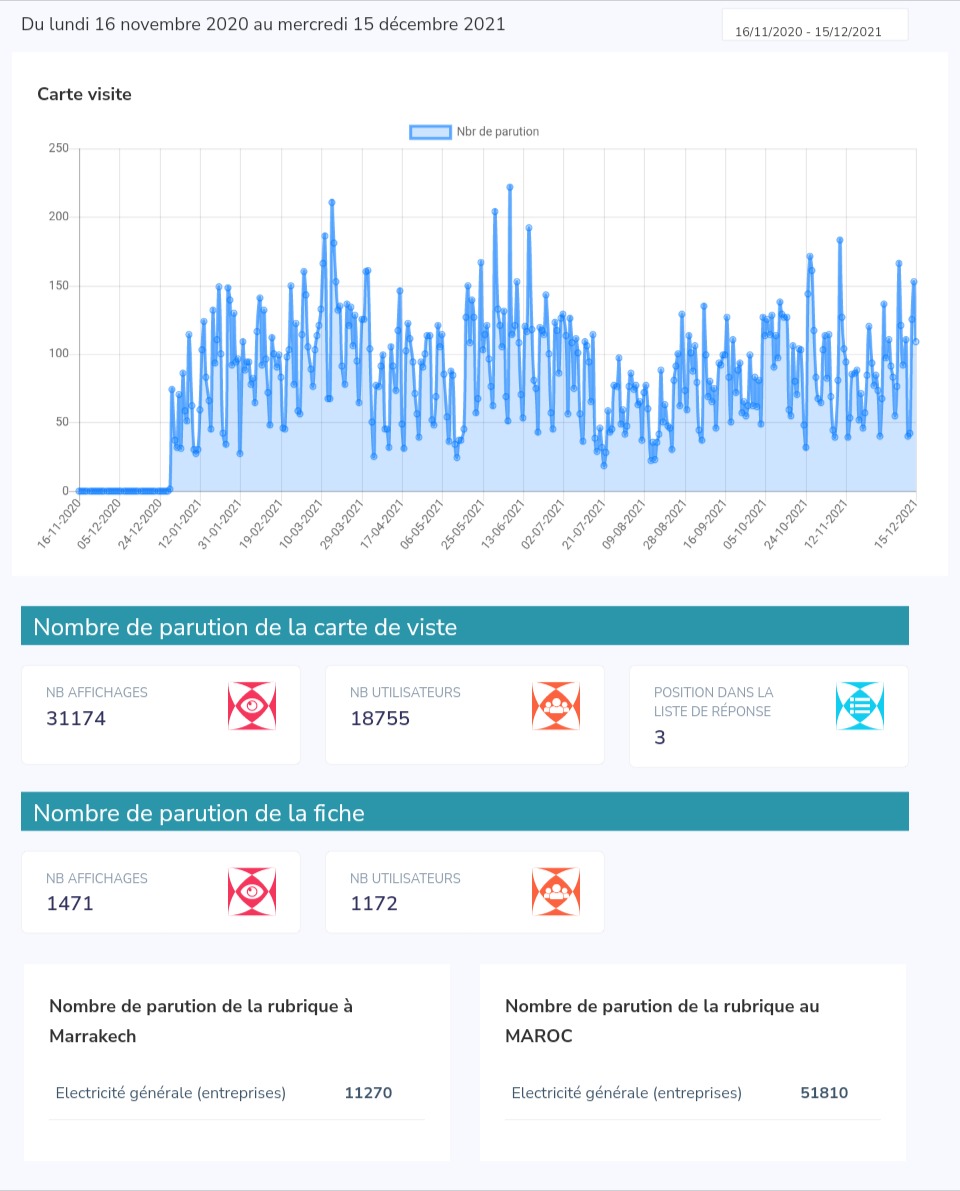 Du lundi 16 novembre 2020 au mercredi 15 décembre 2021
16/11/2020 - 15/12/2021
Carte visite
Nbr de parution
250
200
150
100
50
0
16-11-2020
05-12-2020
24-12-2020
12-01-2021
31-01-2021
19-02-2021
10-03-2021
29-03-2021
17-04-2021
06-05-2021
25-05-2021
13-06-2021
02-07-2021
21-07-2021
09-08-2021
28-08-2021
16-09-2021
05-10-2021
24-10-2021
12-11-2021
15-12-2021
Nombre de parution de la carte de viste
NB AFFICHAGES
31174
NB UTILISATEURS
18755
POSITION DANS LA
LISTE DE RÉPONSE
3
Nombre de parution de la fiche
NB AFFICHAGES
1471
NB UTILISATEURS
1172
Nombre de parution de la rubrique à
Marrakech
Electricité générale (entreprises) 11270
Nombre de parution de la rubrique au
MAROC
Electricité générale (entreprises) 51810